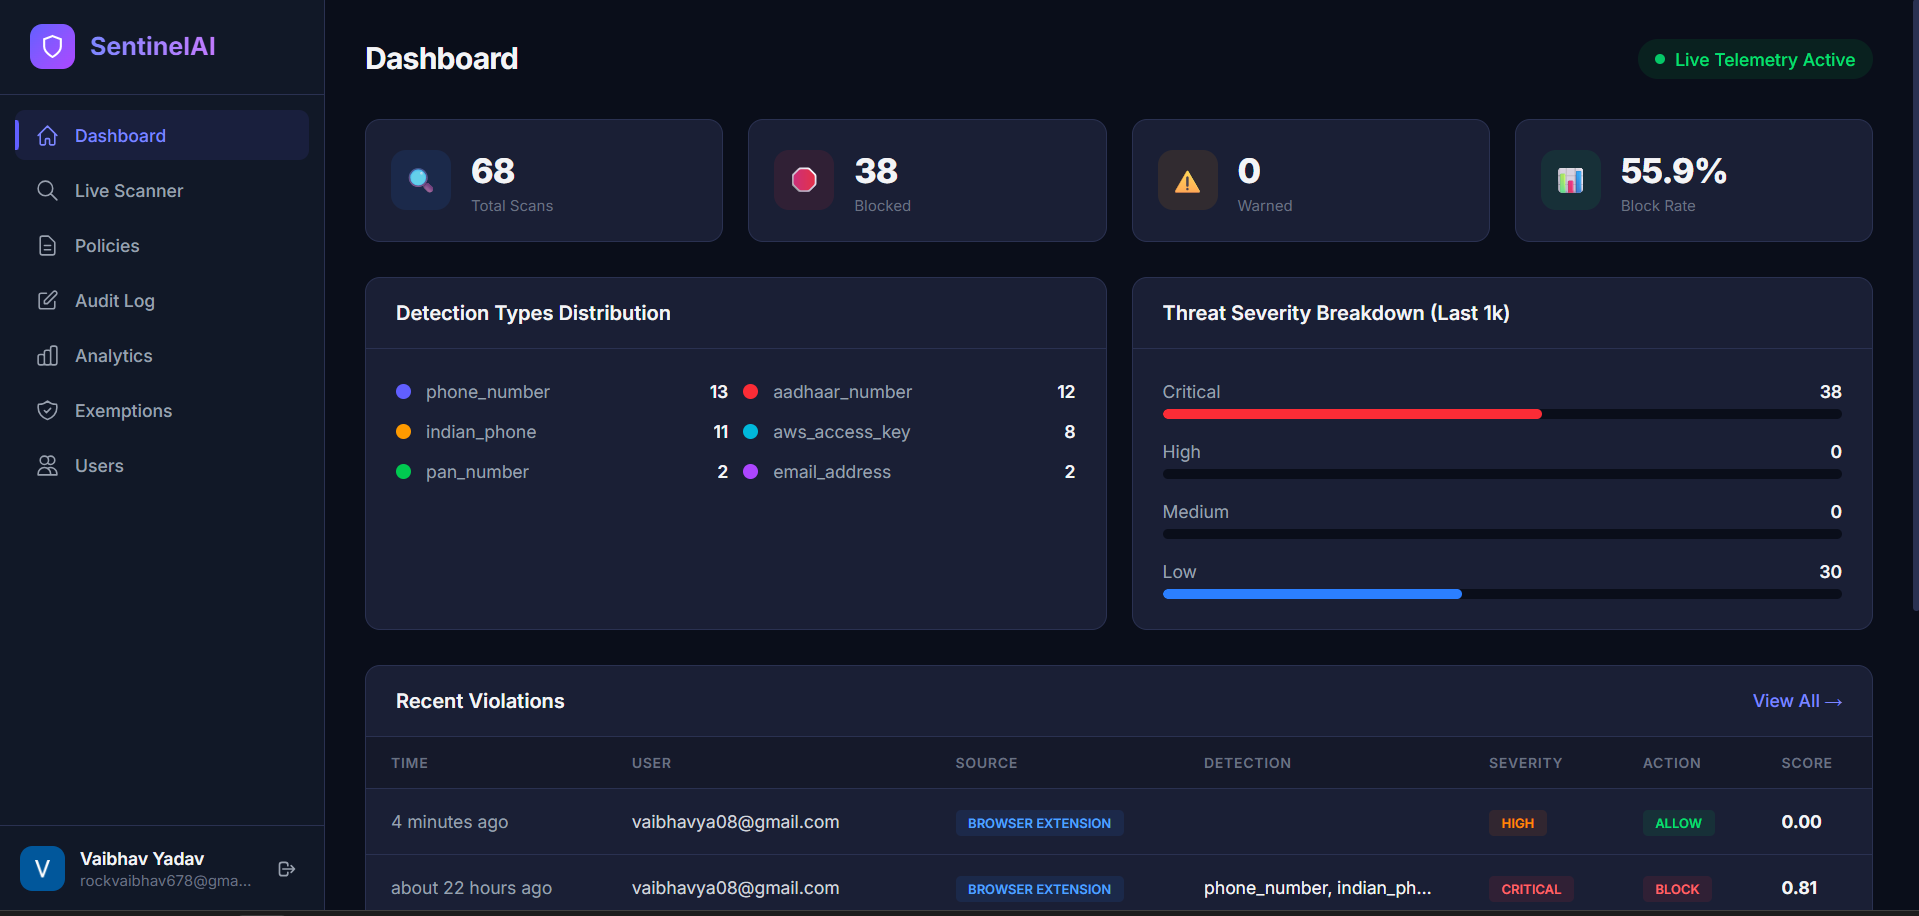 SentinelAI
Dashboard
Live Scanner
Policies
Audit Log
Analytics
Exemptions
Users
Vaibhav Yadav
rockvaibhav678@gma...
V
Dashboard
Live Telemetry Active
68
Total Scans
38
Blocked
0
Warned
55.9%
Block Rate
Detection Types Distribution
phone_number 13 aadhaar_number 12
indian_phone 11 aws_access_key 8
pan_number 2 email_address 2
Threat Severity Breakdown (Last 1k)
Critical 38
High 0
Medium 0
Low 30
Recent Violations View All →
TIME USER SOURCE DETECTION SEVERITY ACTION SCORE
4 minutes ago vaibhavya08@gmail.com BROWSER EXTENSION HIGH ALLOW 0.00
about 22 hours ago vaibhavya08@gmail.com BROWSER EXTENSION phone_number, indian_ph... CRITICAL BLOCK 0.81